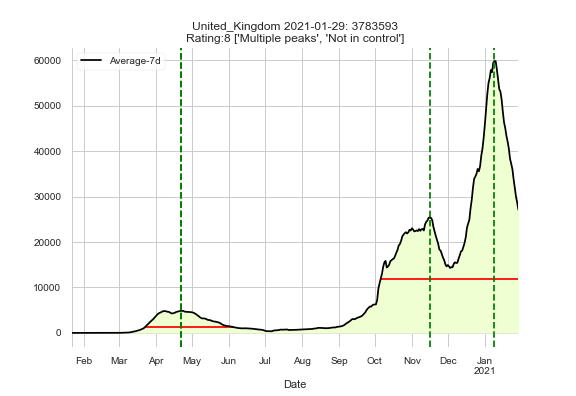 United_Kingdom 2021-01-29: 3783593
Rating:8 ['Multiple peaks', 'Not in control']
Average-7d
60000
50000
40000
30000
20000
10000
0
Feb Mar Apr May Jun Jul Aug Sep Oct Nov Dec Jan
2021
Date